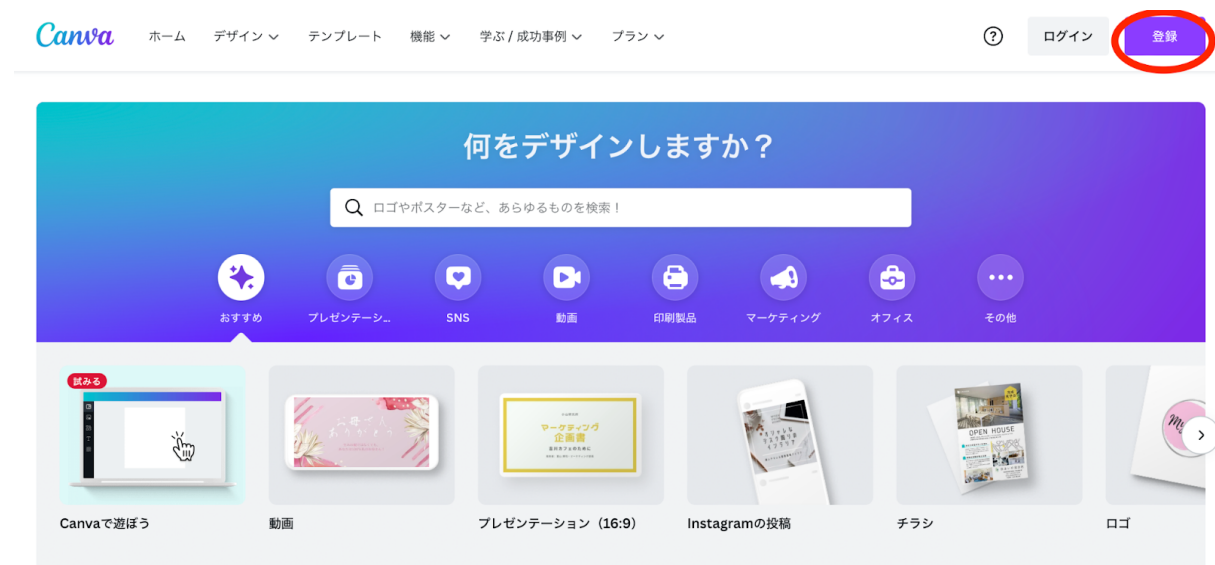 Canva
ホーム
デザイン
テンプレート
機能
学ぶ / 成功事例
プラン
?
ログイン
登録
何をデザインしますか？
ロゴやポスターなど、あらゆるものを検索！
おすすめ
プレゼンテーシ...
SNS
動画
印刷製品
マーケティング
オフィス
その他
試みる
マーケティング
企画書
OPEN HOUSE
My
Canvaで遊ぼう
動画
プレゼンテーション（16:9）
Instagramの投稿
チラシ
ロゴ